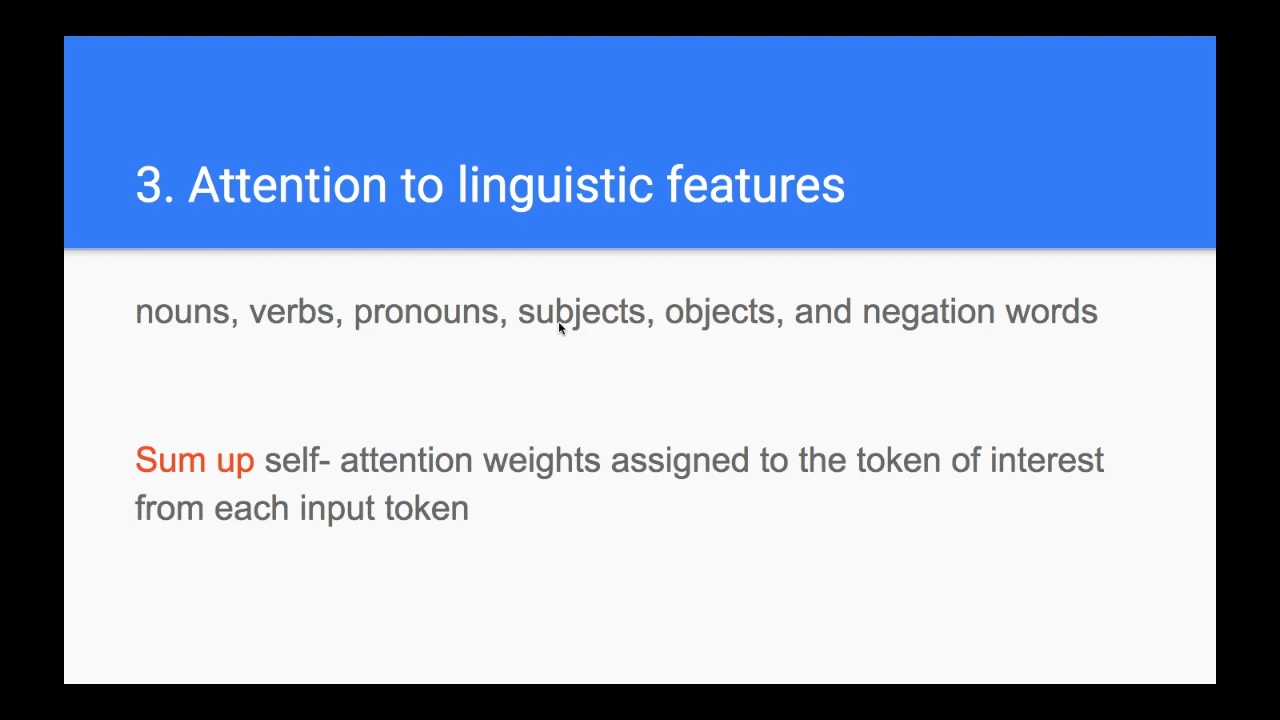 3. Attention to linguistic features
nouns, verbs, pronouns, subjects, objects, and negation words
Sum up self- attention weights assigned to the token of interest
from each input token